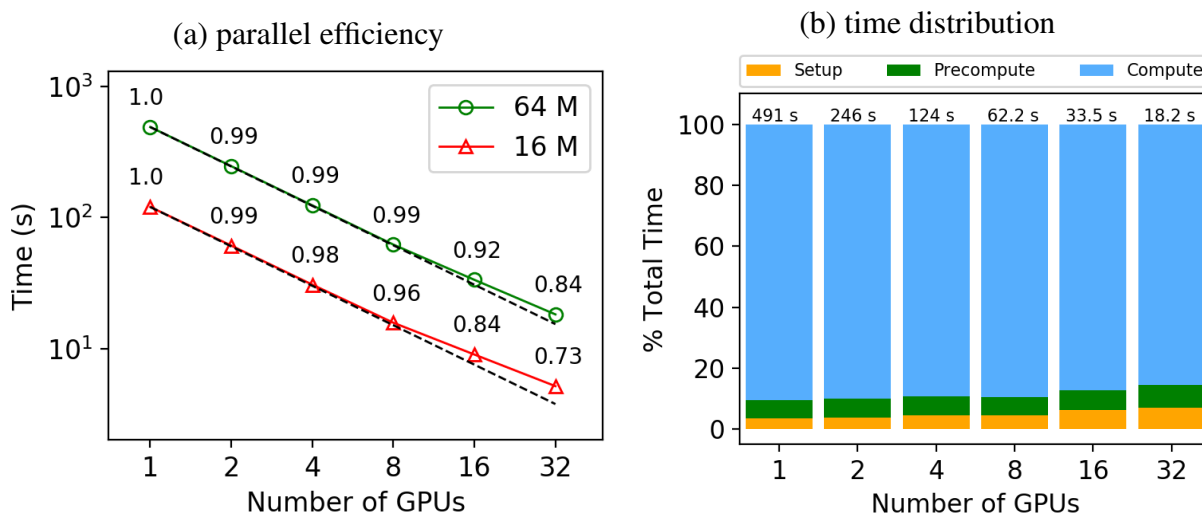 (a) parallel efficiency
10³
10²
10¹
Time (s)
1.0
0.99
0.99
0.99
0.92
0.84
1.0
0.99
0.98
0.96
0.84
0.73
64 M
16 M
1 2 4 8 16 32
Number of GPUs
(b) time distribution
Setup Precompute Compute
491 s 246 s 124 s 62.2 s 33.5 s 18.2 s
100
80
60
40
20
0
% Total Time
1 2 4 8 16 32
Number of GPUs